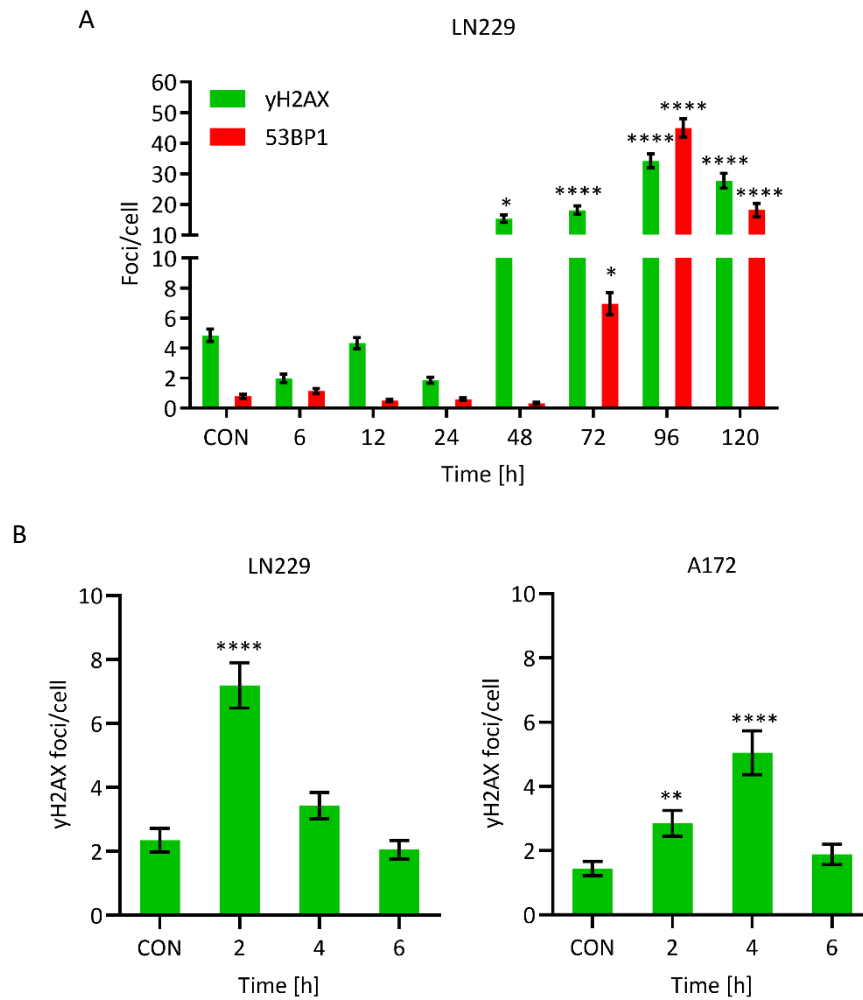 A
LN229
60
50
40
30
20
10
10
8
6
4
2
0
Foci/cell
yH2AX
53BP1
*
****
*
****
****
****
****
CON 6 12 24 48 72 96 120
Time [h]
B
LN229
10
8
6
4
2
0
yH2AX foci/cell
****
CON 2 4 6
Time [h]
A172
10
8
6
4
2
0
yH2AX foci/cell
**
****
CON 2 4 6
Time [h]